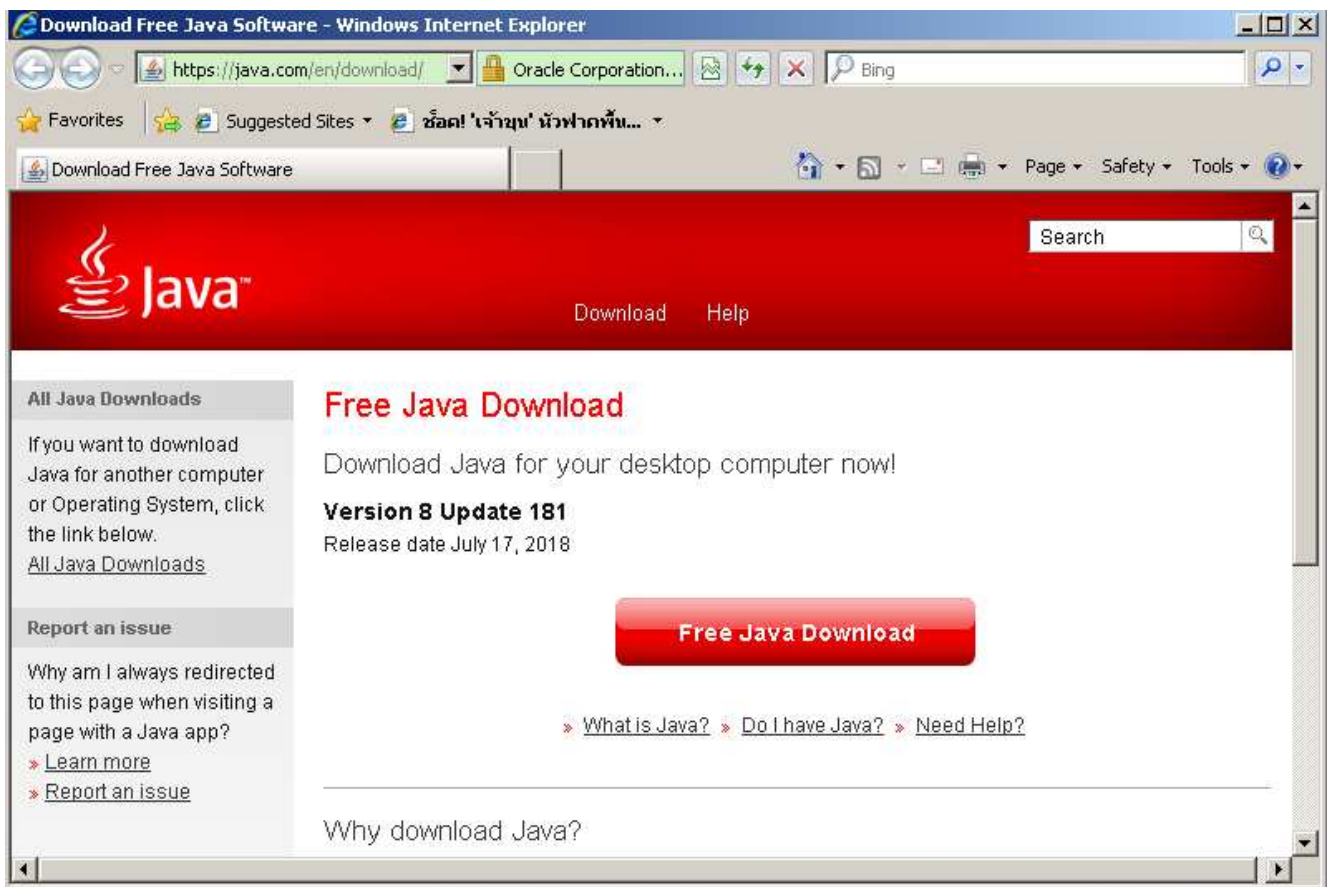 Download Free Java Software - Windows Internet Explorer
https://java.com/en/download/ Oracle Corporation... Bing
Favorites Suggested Sites ช็อค! 'เจ้าขุน' หัวฟาดพื้น...
Download Free Java Software Page Safety Tools
Search
Java™
Download Help
All Java Downloads
If you want to download
Java for another computer
or Operating System, click
the link below.
All Java Downloads
Report an issue
Why am I always redirected
to this page when visiting a
page with a Java app?
» Learn more
» Report an issue
Free Java Download
Download Java for your desktop computer now!
Version 8 Update 181
Release date July 17, 2018
Free Java Download
» What is Java? » Do I have Java? » Need Help?
Why download Java?